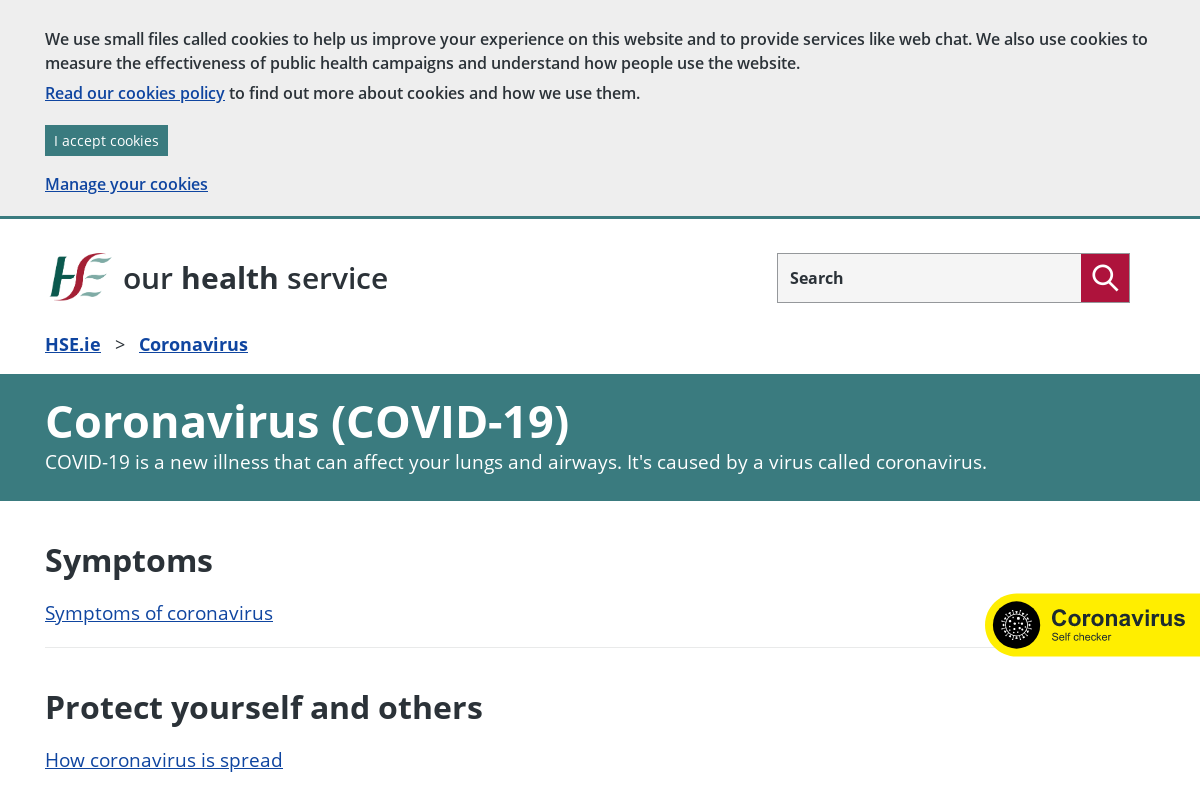 We use small files called cookies to help us improve your experience on this website and to provide services like web chat. We also use cookies to
measure the effectiveness of public health campaigns and understand how people use the website.
Read our cookies policy to find out more about cookies and how we use them.
I accept cookies
Manage your cookies
HSE our health service
Search
HSE.ie > Coronavirus
Coronavirus (COVID-19)
COVID-19 is a new illness that can affect your lungs and airways. It's caused by a virus called coronavirus.
Symptoms
Symptoms of coronavirus
Coronavirus
Self checker
Protect yourself and others
How coronavirus is spread